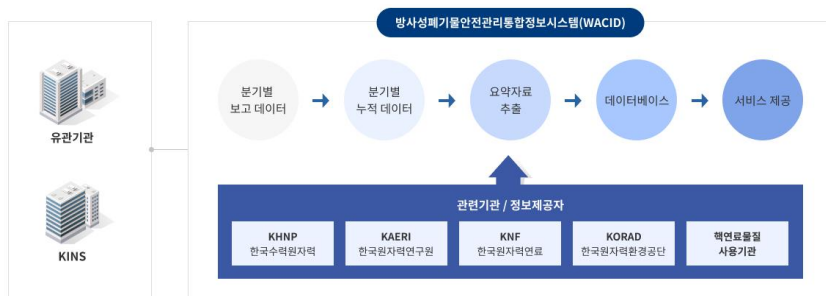 방사성폐기물안전관리통합정보시스템(WACID)
유관기관
KINS
분기별
보고 데이터
분기별
누적 데이터
요약자료
추출
데이터베이스
서비스 제공
관련기관 / 정보제공자
KHNP
한국수력원자력
KAERI
한국원자력연구원
KNF
한국원자력연료
KORAD
한국원자력환경공단
핵연료물질
사용기관